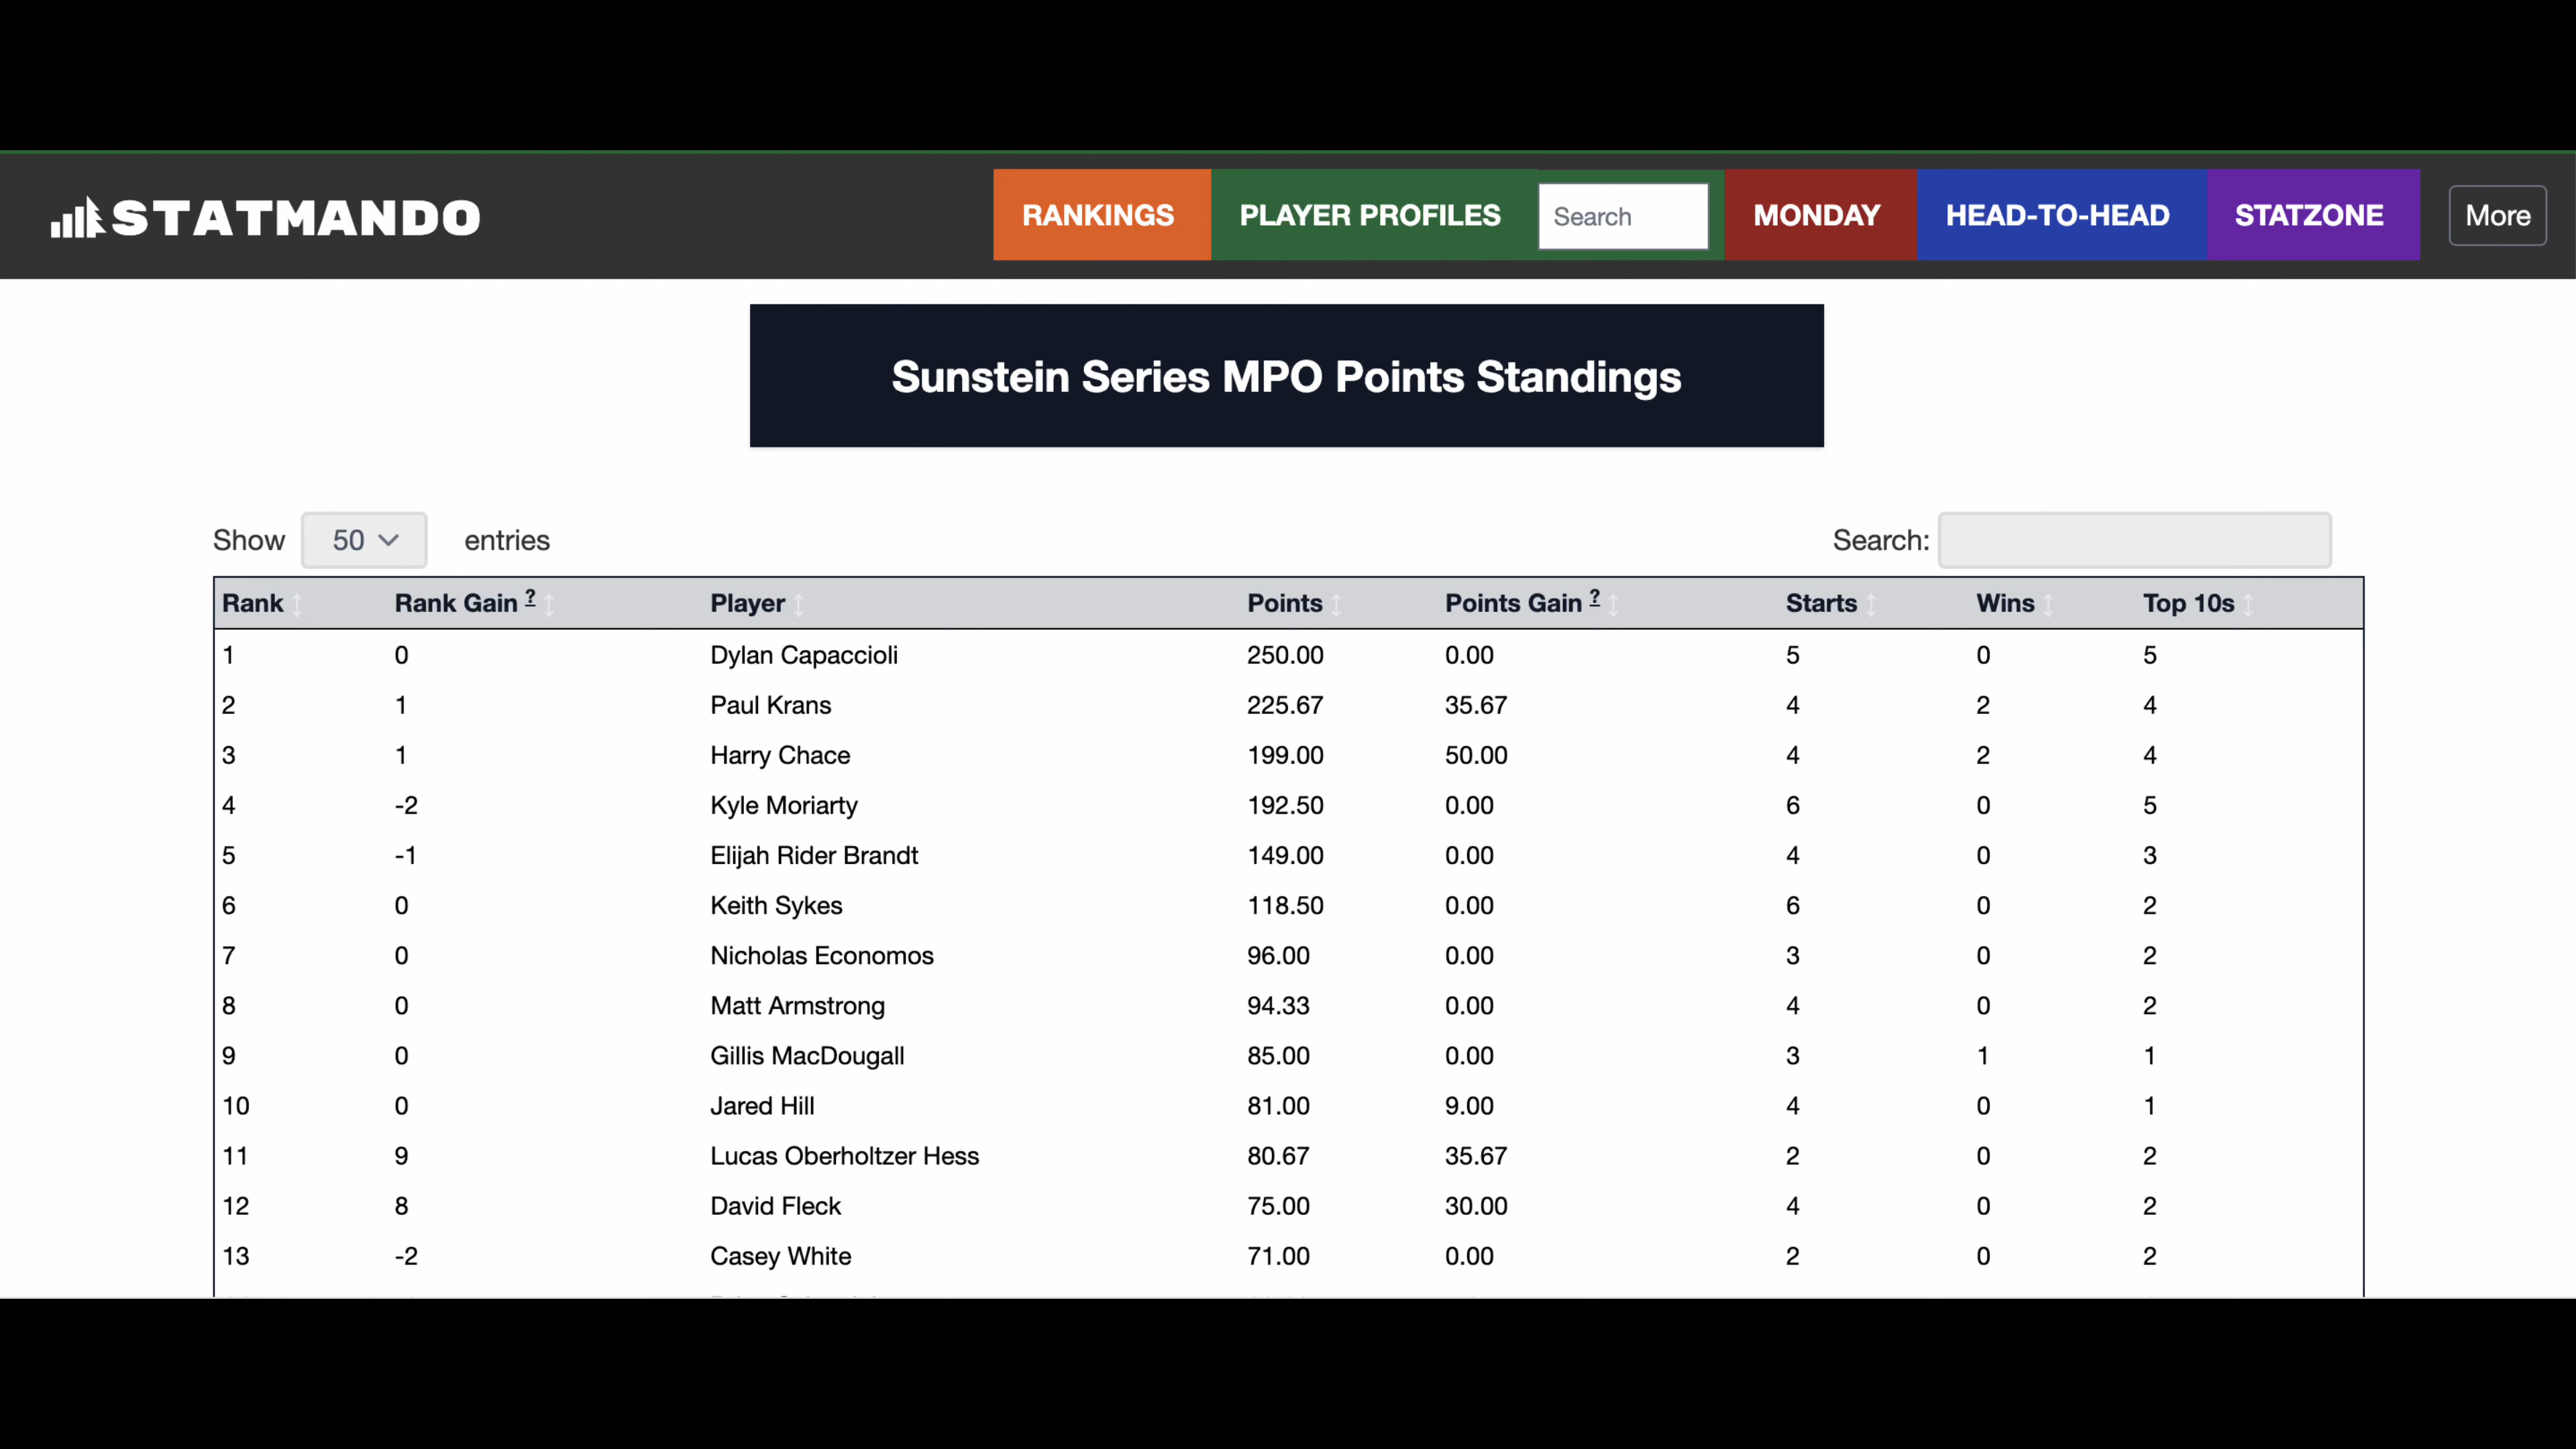 STATMANDO RANKINGS PLAYER PROFILES Search MONDAY HEAD-TO-HEAD STATZONE More
Sunstein Series MPO Points Standings
Show 50 entries Search:
Rank Rank Gain ? Player Points Points Gain ? Starts Wins Top 10s
1 0 Dylan Capaccioli 250.00 0.00 5 0 5
2 1 Paul Krans 225.67 35.67 4 2 4
3 1 Harry Chace 199.00 50.00 4 2 4
4 -2 Kyle Moriarty 192.50 0.00 6 0 5
5 -1 Elijah Rider Brandt 149.00 0.00 4 0 3
6 0 Keith Sykes 118.50 0.00 6 0 2
7 0 Nicholas Economos 96.00 0.00 3 0 2
8 0 Matt Armstrong 94.33 0.00 4 0 2
9 0 Gillis MacDougall 85.00 0.00 3 1 1
10 0 Jared Hill 81.00 9.00 4 0 1
11 9 Lucas Oberholtzer Hess 80.67 35.67 2 0 2
12 8 David Fleck 75.00 30.00 4 0 2
13 -2 Casey White 71.00 0.00 2 0 2